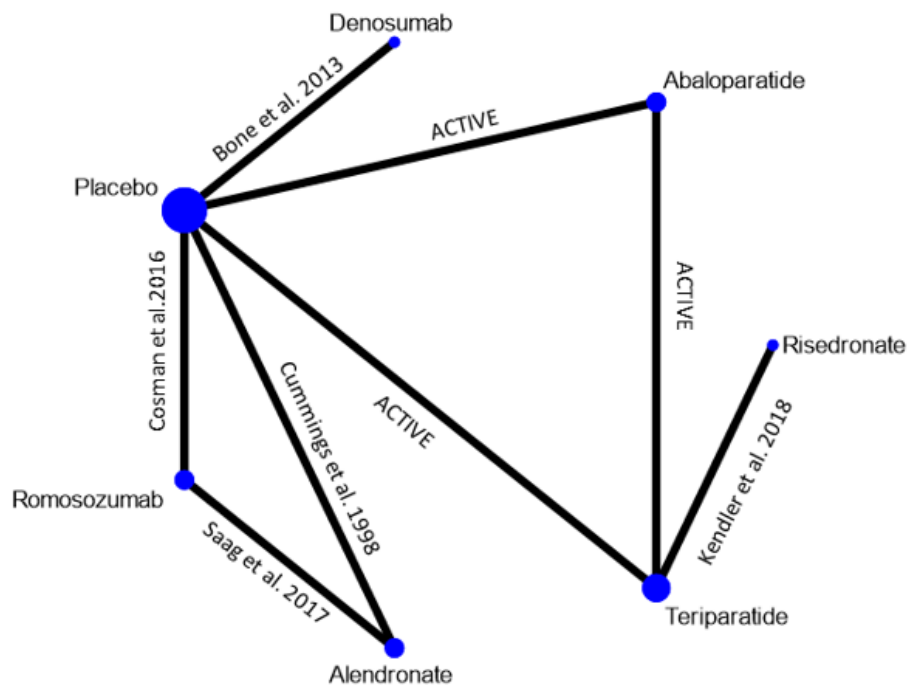 Denosumab
Bone et al. 2013
Abaloparatide
ACTIVE
Placebo
Cosman et al.2016
Cummings et al. 1998
ACTIVE
ACTIVE
Risedronate
Kendler et al. 2018
Romosozumab
Saag et al. 2017
Teriparatide
Alendronate